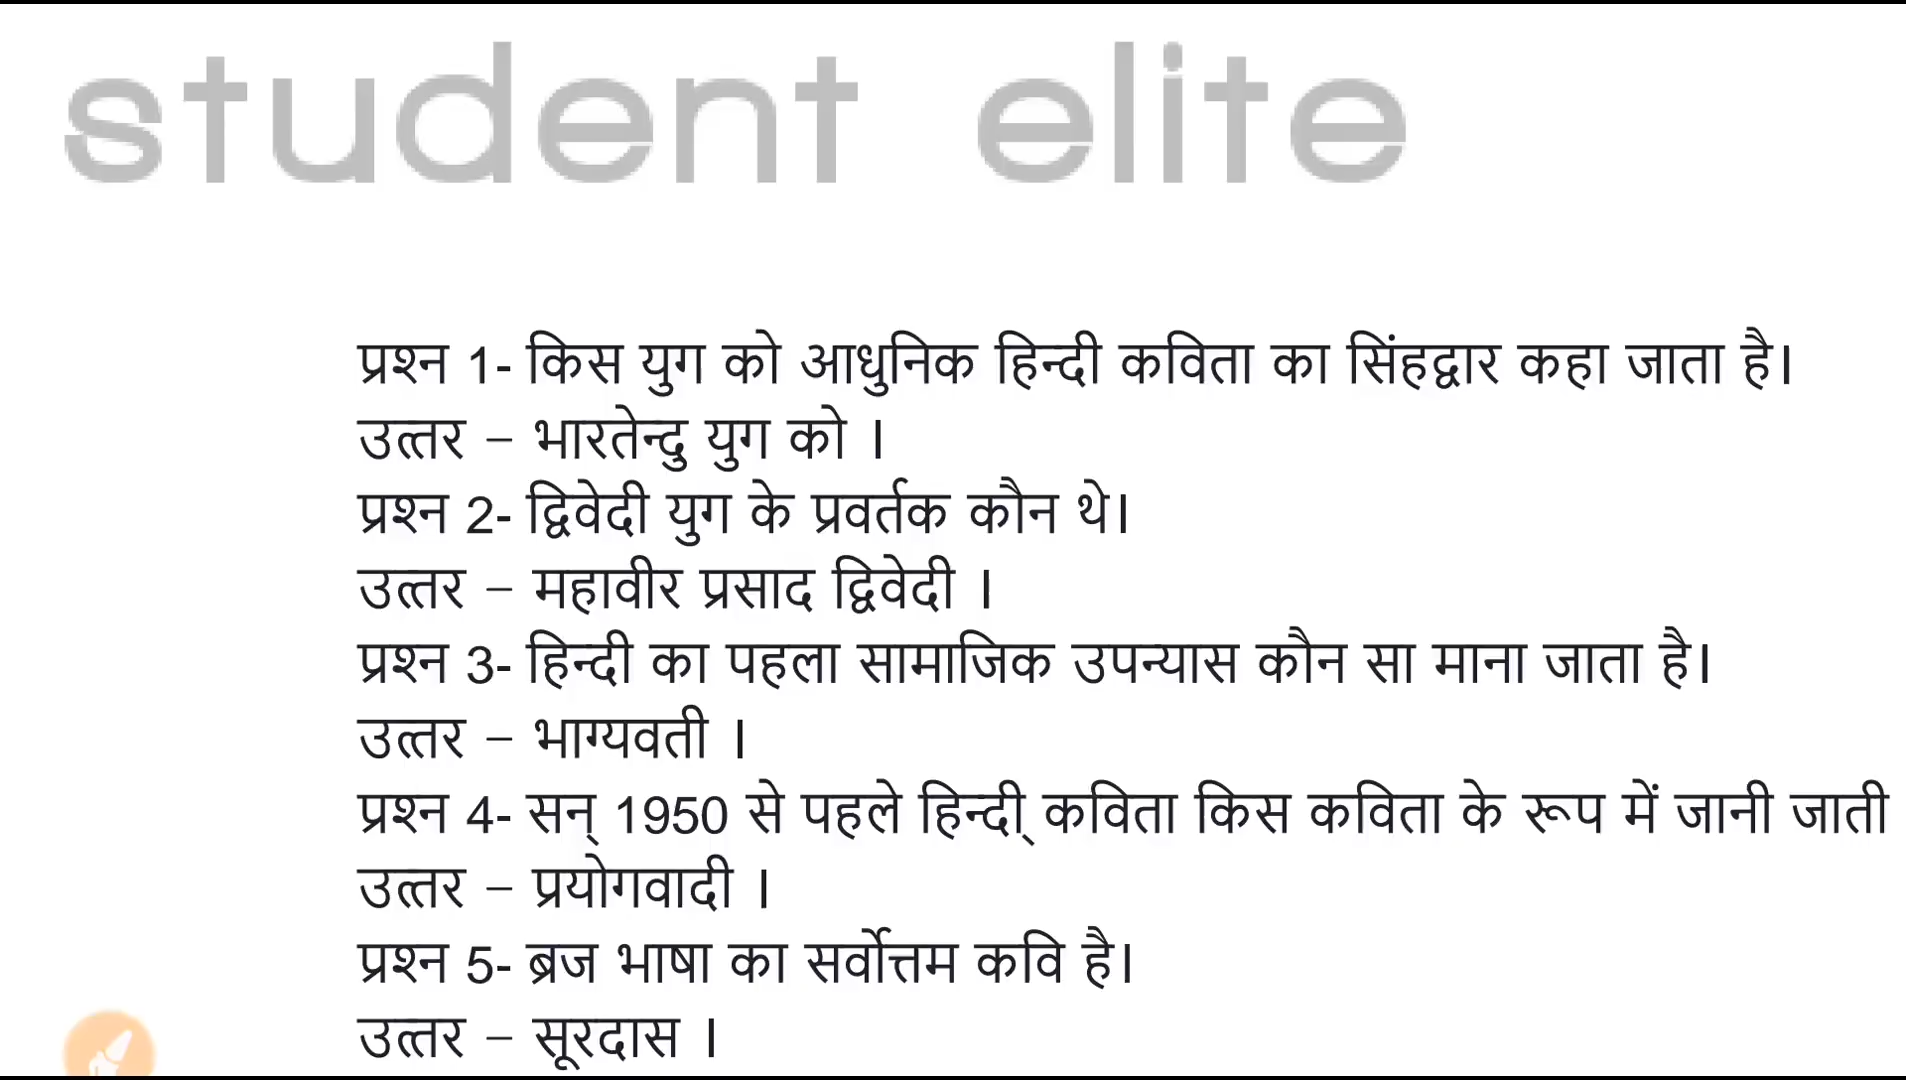 student elite
प्रश्न 1- किस युग को आधुनिक हिन्दी कविता का सिंहद्वार कहा जाता है।
उत्तर – भारतेन्दु युग को ।
प्रश्न 2- द्विवेदी युग के प्रवर्तक कौन थे।
उत्तर – महावीर प्रसाद द्विवेदी ।
प्रश्न 3- हिन्दी का पहला सामाजिक उपन्यास कौन सा माना जाता है।
उत्तर – भाग्यवती ।
प्रश्न 4- सन् 1950 से पहले हिन्दी् कविता किस कविता के रूप में जानी जाती
उत्तर – प्रयोगवादी ।
प्रश्न 5- ब्रज भाषा का सर्वोत्तम कवि है।
उत्तर – सूरदास ।